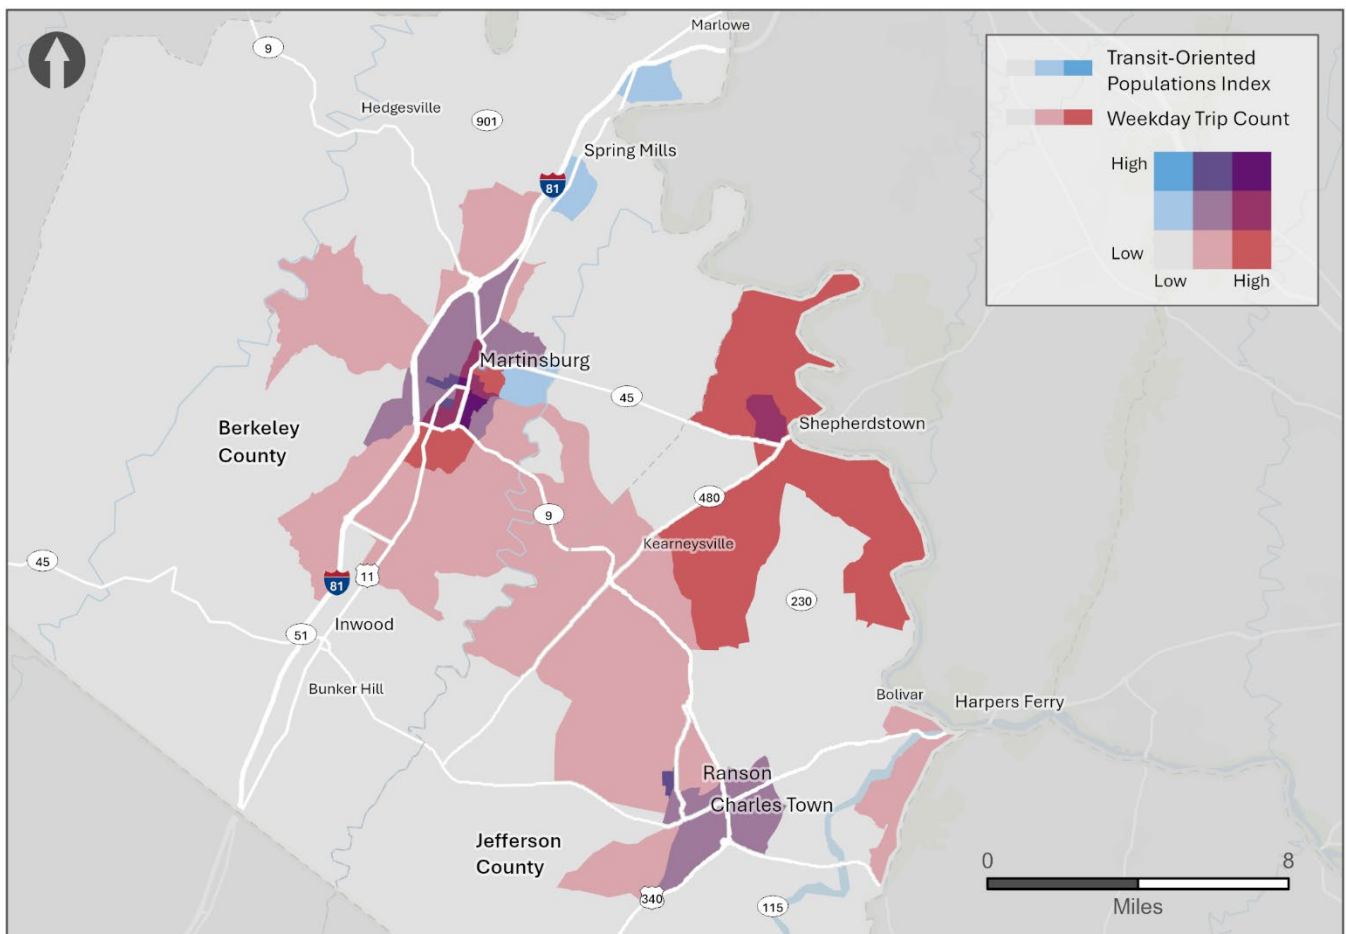 Marlowe
9
Hedgesville
901
Spring Mills
81
Transit-Oriented
Populations Index
Weekday Trip Count
High
Low
Low
High
Martinsburg
45
Berkeley
County
Shepherdstown
480
9
Kearneysville
45
81
11
230
51
Inwood
Bunker Hill
Bolivar
Harpers Ferry
Ranson
Charles Town
Jefferson
County
340
115
0
8
Miles